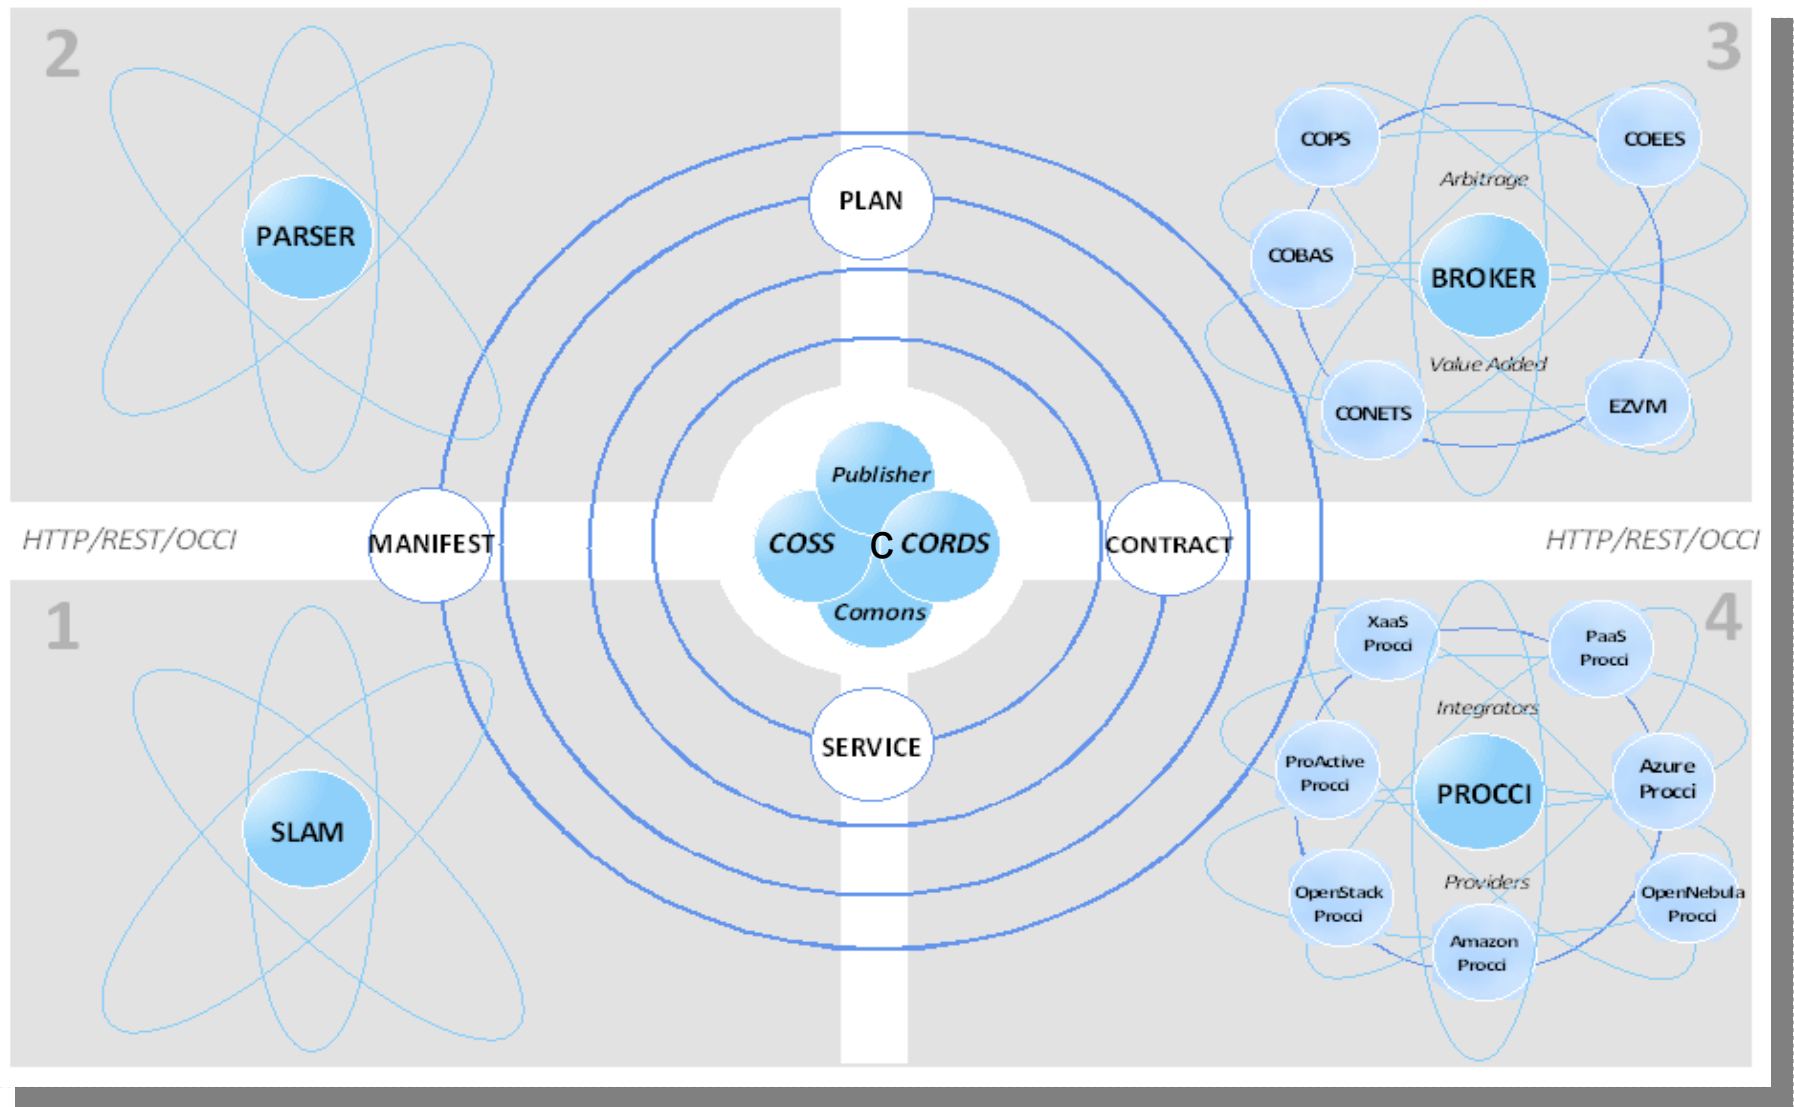 2
3
PARSER
PLAN
COPS
COEES
Arbitrage
COBAS
BROKER
Value Added
CONETS
EZVM
HTTP/REST/OCCI
MANIFEST
Publisher
COSS
C
CORDS
Comons
CONTRACT
HTTP/REST/OCCI
SERVICE
1
SLAM
4
XaaS
Procci
PaaS
Procci
Integrators
ProActive
Procci
PROCCI
Azure
Procci
Providers
OpenStack
Procci
Amazon
Procci
OpenNebula
Procci